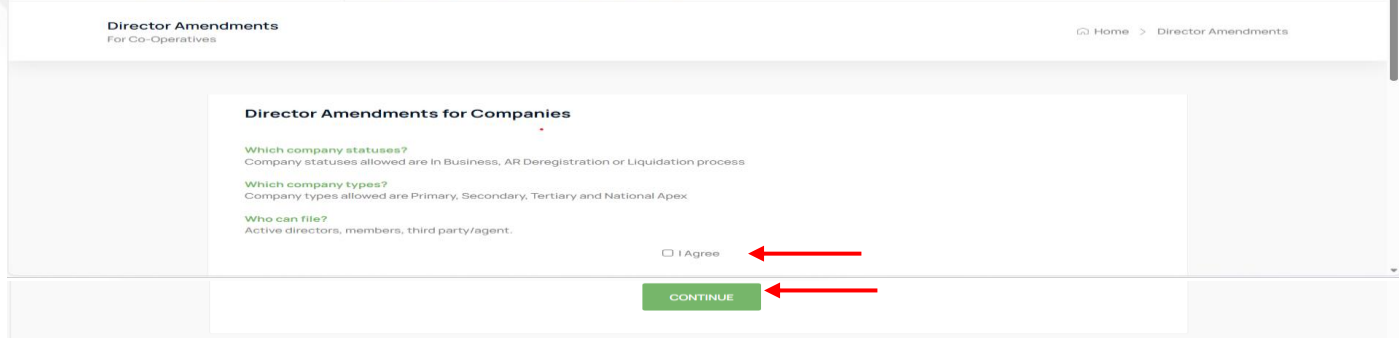 Director Amendments
For Co-Operatives
Home > Director Amendments
Director Amendments for Companies
Which company statuses?
Company statuses allowed are In Business, AR Deregistration or Liquidation process
Which company types?
Company types allowed are Primary, Secondary, Tertiary and National Apex
Who can file?
Active directors, members, third party/agent.
I Agree
CONTINUE